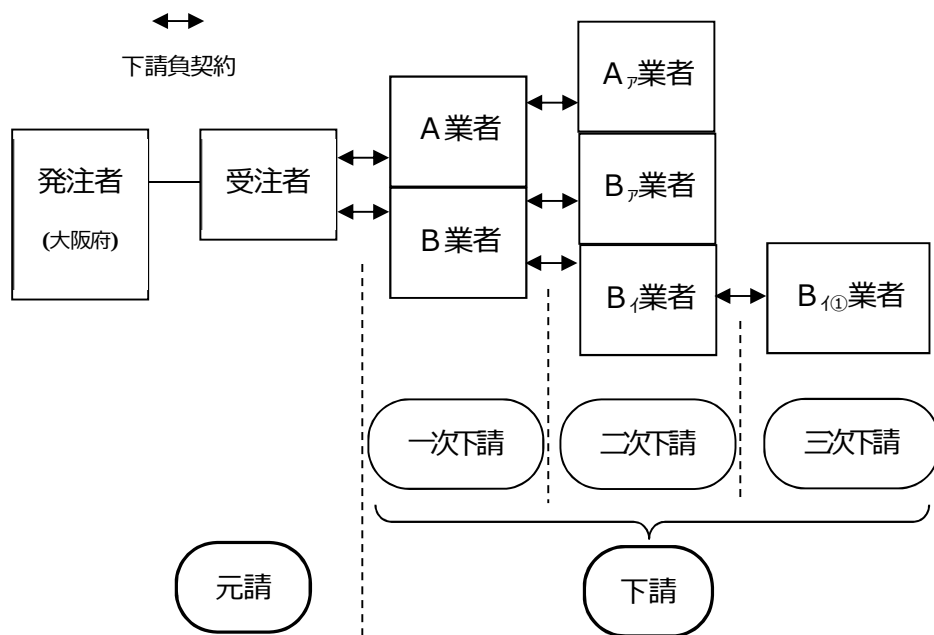 下請負契約
発注者
(大阪府)
受注者
A業者
B業者
Aア業者
Bア業者
Bイ業者
Bイ①業者
一次下請
二次下請
三次下請
元請
下請